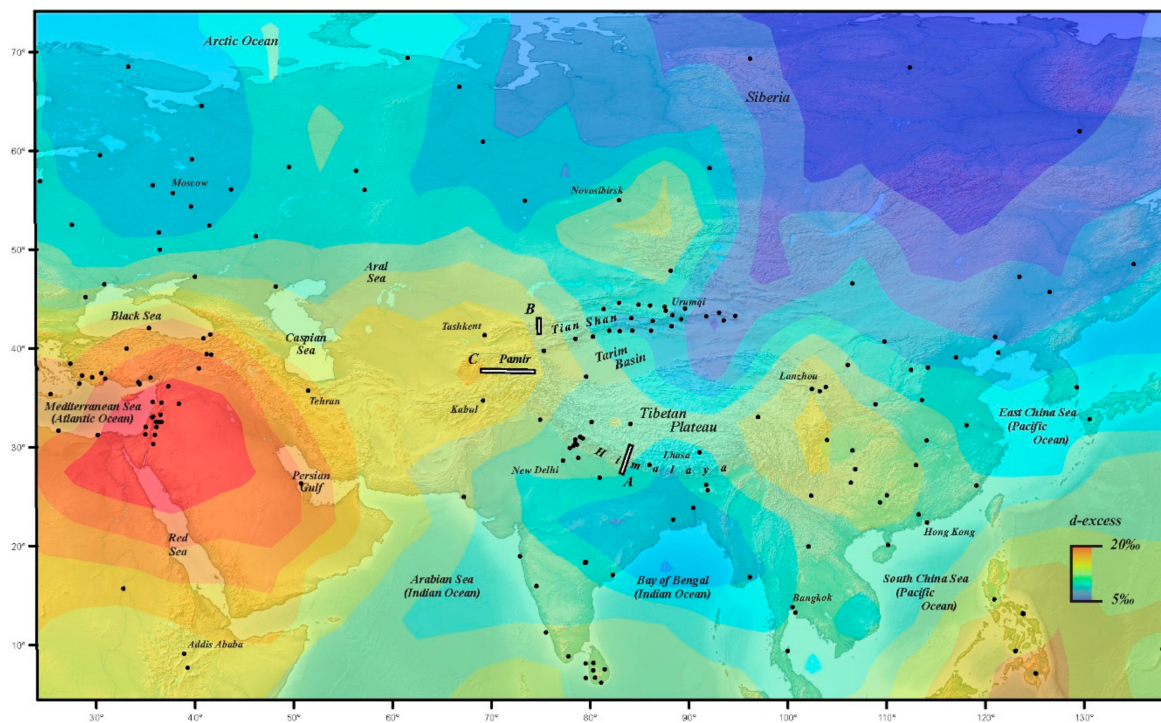 70°
60°
50°
40°
30°
20°
10°
Arctic Ocean
Siberia
Moscow
Novosibirsk
Aral
Sea
Black Sea
Caspian
Sea
Tashkent
B
Tian Shan
Urumqi
C
Pamir
Tarim
Basin
Lanzhou
Mediterranean Sea
(Atlantic Ocean)
Tehran
Kabul
Tibetan
Plateau
East China Sea
(Pacific
Ocean)
Persian
Gulf
New Delhi
Himalaya
Lhasa
A
Red
Sea
Hong Kong
Arabian Sea
(Indian Ocean)
Bay of Bengal
(Indian Ocean)
South China Sea
(Pacific
Ocean)
Bangkok
Addis Ababa
d-excess
20‰
5‰
30°
40°
50°
60°
70°
80°
90°
100°
110°
120°
130°